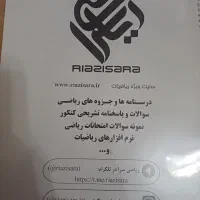 RIAZISARA
سایت ویژه ریاضیات www.riazisara.ir
درسنامه ها و جزوه های ریاضی
سوالات و پاسخنامه تشریحی کنکور
نمونه سوالات امتحانات ریاضی
نرم افزارهای ریاضیات
و...
ریاضی سرا در تلگرام: (@riazisara)
https://t.me/riazisara